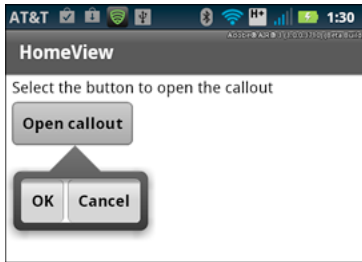 AT&T H+ 1:30
HomeView
Select the button to open the callout
Open callout
OK Cancel